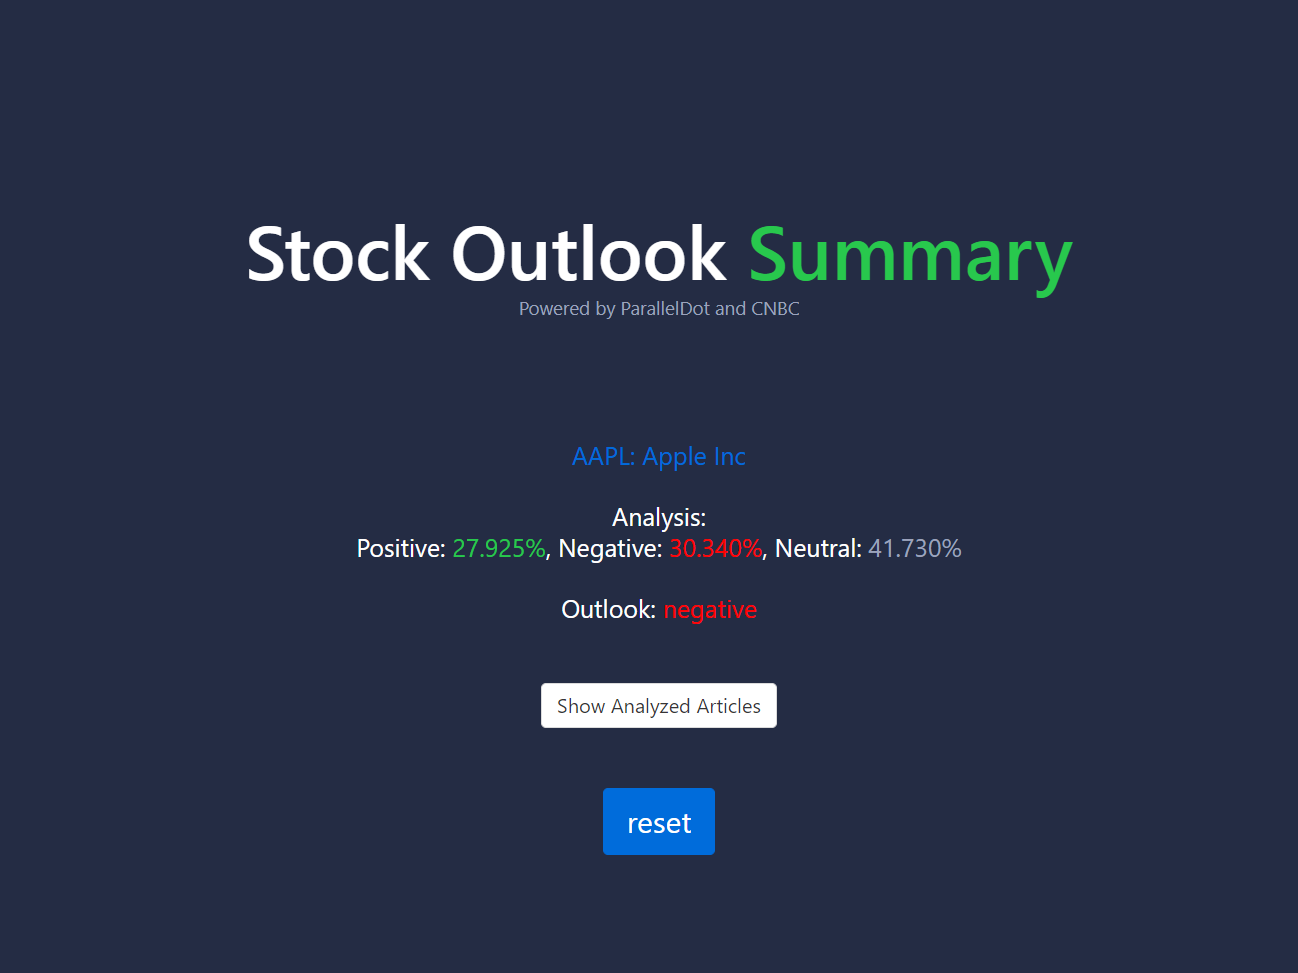 Stock Outlook Summary
Powered by ParallelDot and CNBC
AAPL: Apple Inc
Analysis:
Positive: 27.925%, Negative: 30.340%, Neutral: 41.730%
Outlook: negative
Show Analyzed Articles
reset